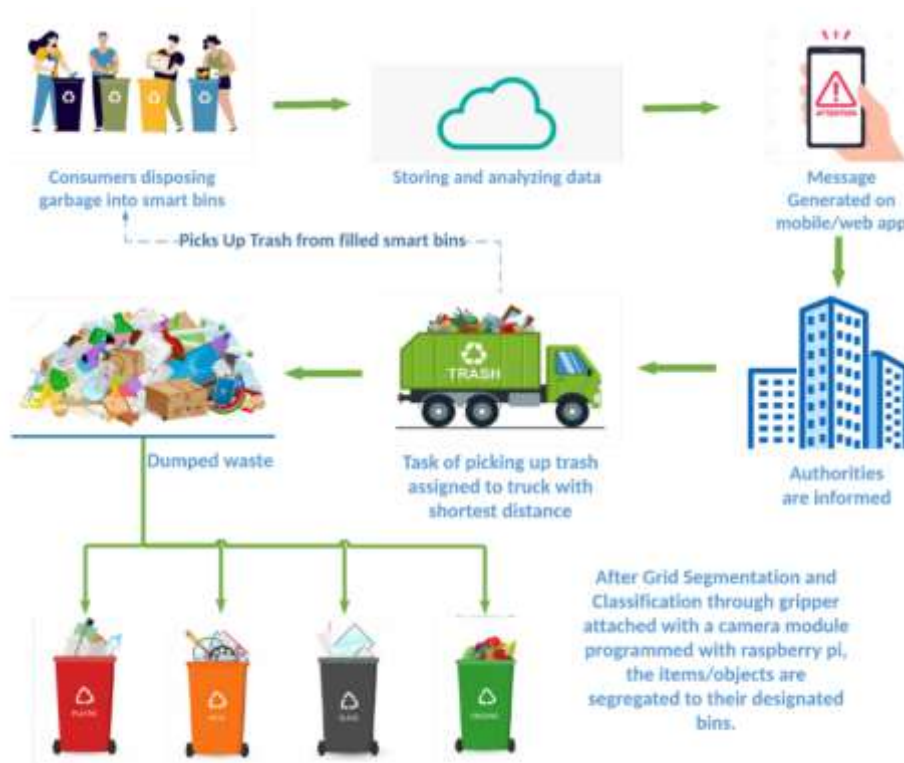 ATTENTION
Consumers disposing
garbage into smart bins
Storing and analyzing data
Message
Generated on
mobile/web app
Picks Up Trash from filled smart bins
TRASH
Dumped waste
Task of picking up trash
assigned to truck with
shortest distance
Authorities
are informed
After Grid Segmentation and
Classification through gripper
attached with a camera module
programmed with raspberry pi,
the items/objects are
segregated to their designated
bins.
PLASTIC